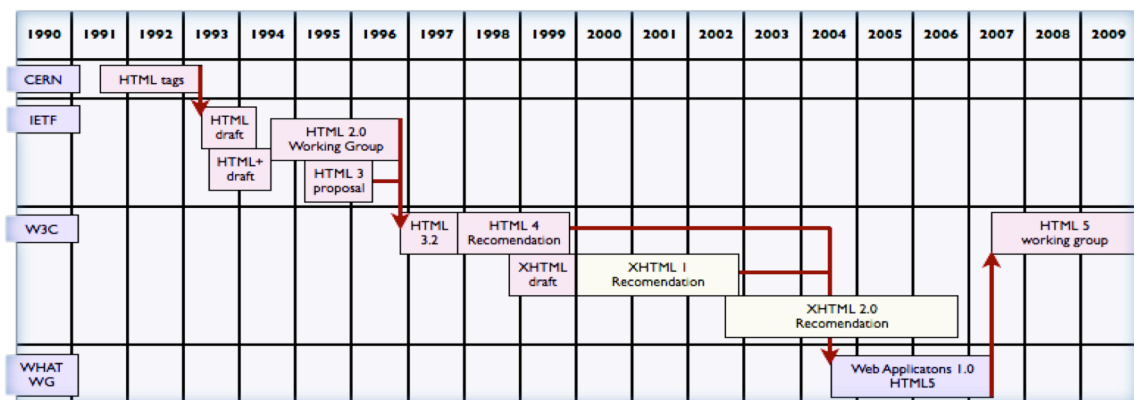 1990 1991 1992 1993 1994 1995 1996 1997 1998 1999 2000 2001 2002 2003 2004 2005 2006 2007 2008 2009
CERN
HTML tags
IETF
HTML
draft
HTML 2.0
Working Group
HTML+
draft
HTML 3
proposal
W3C
HTML
3.2
HTML 4
Recomendation
HTML 5
working group
XHTML
draft
XHTML 1
Recomendation
XHTML 2.0
Recomendation
WHAT
WG
Web Applicatons 1.0
HTML5